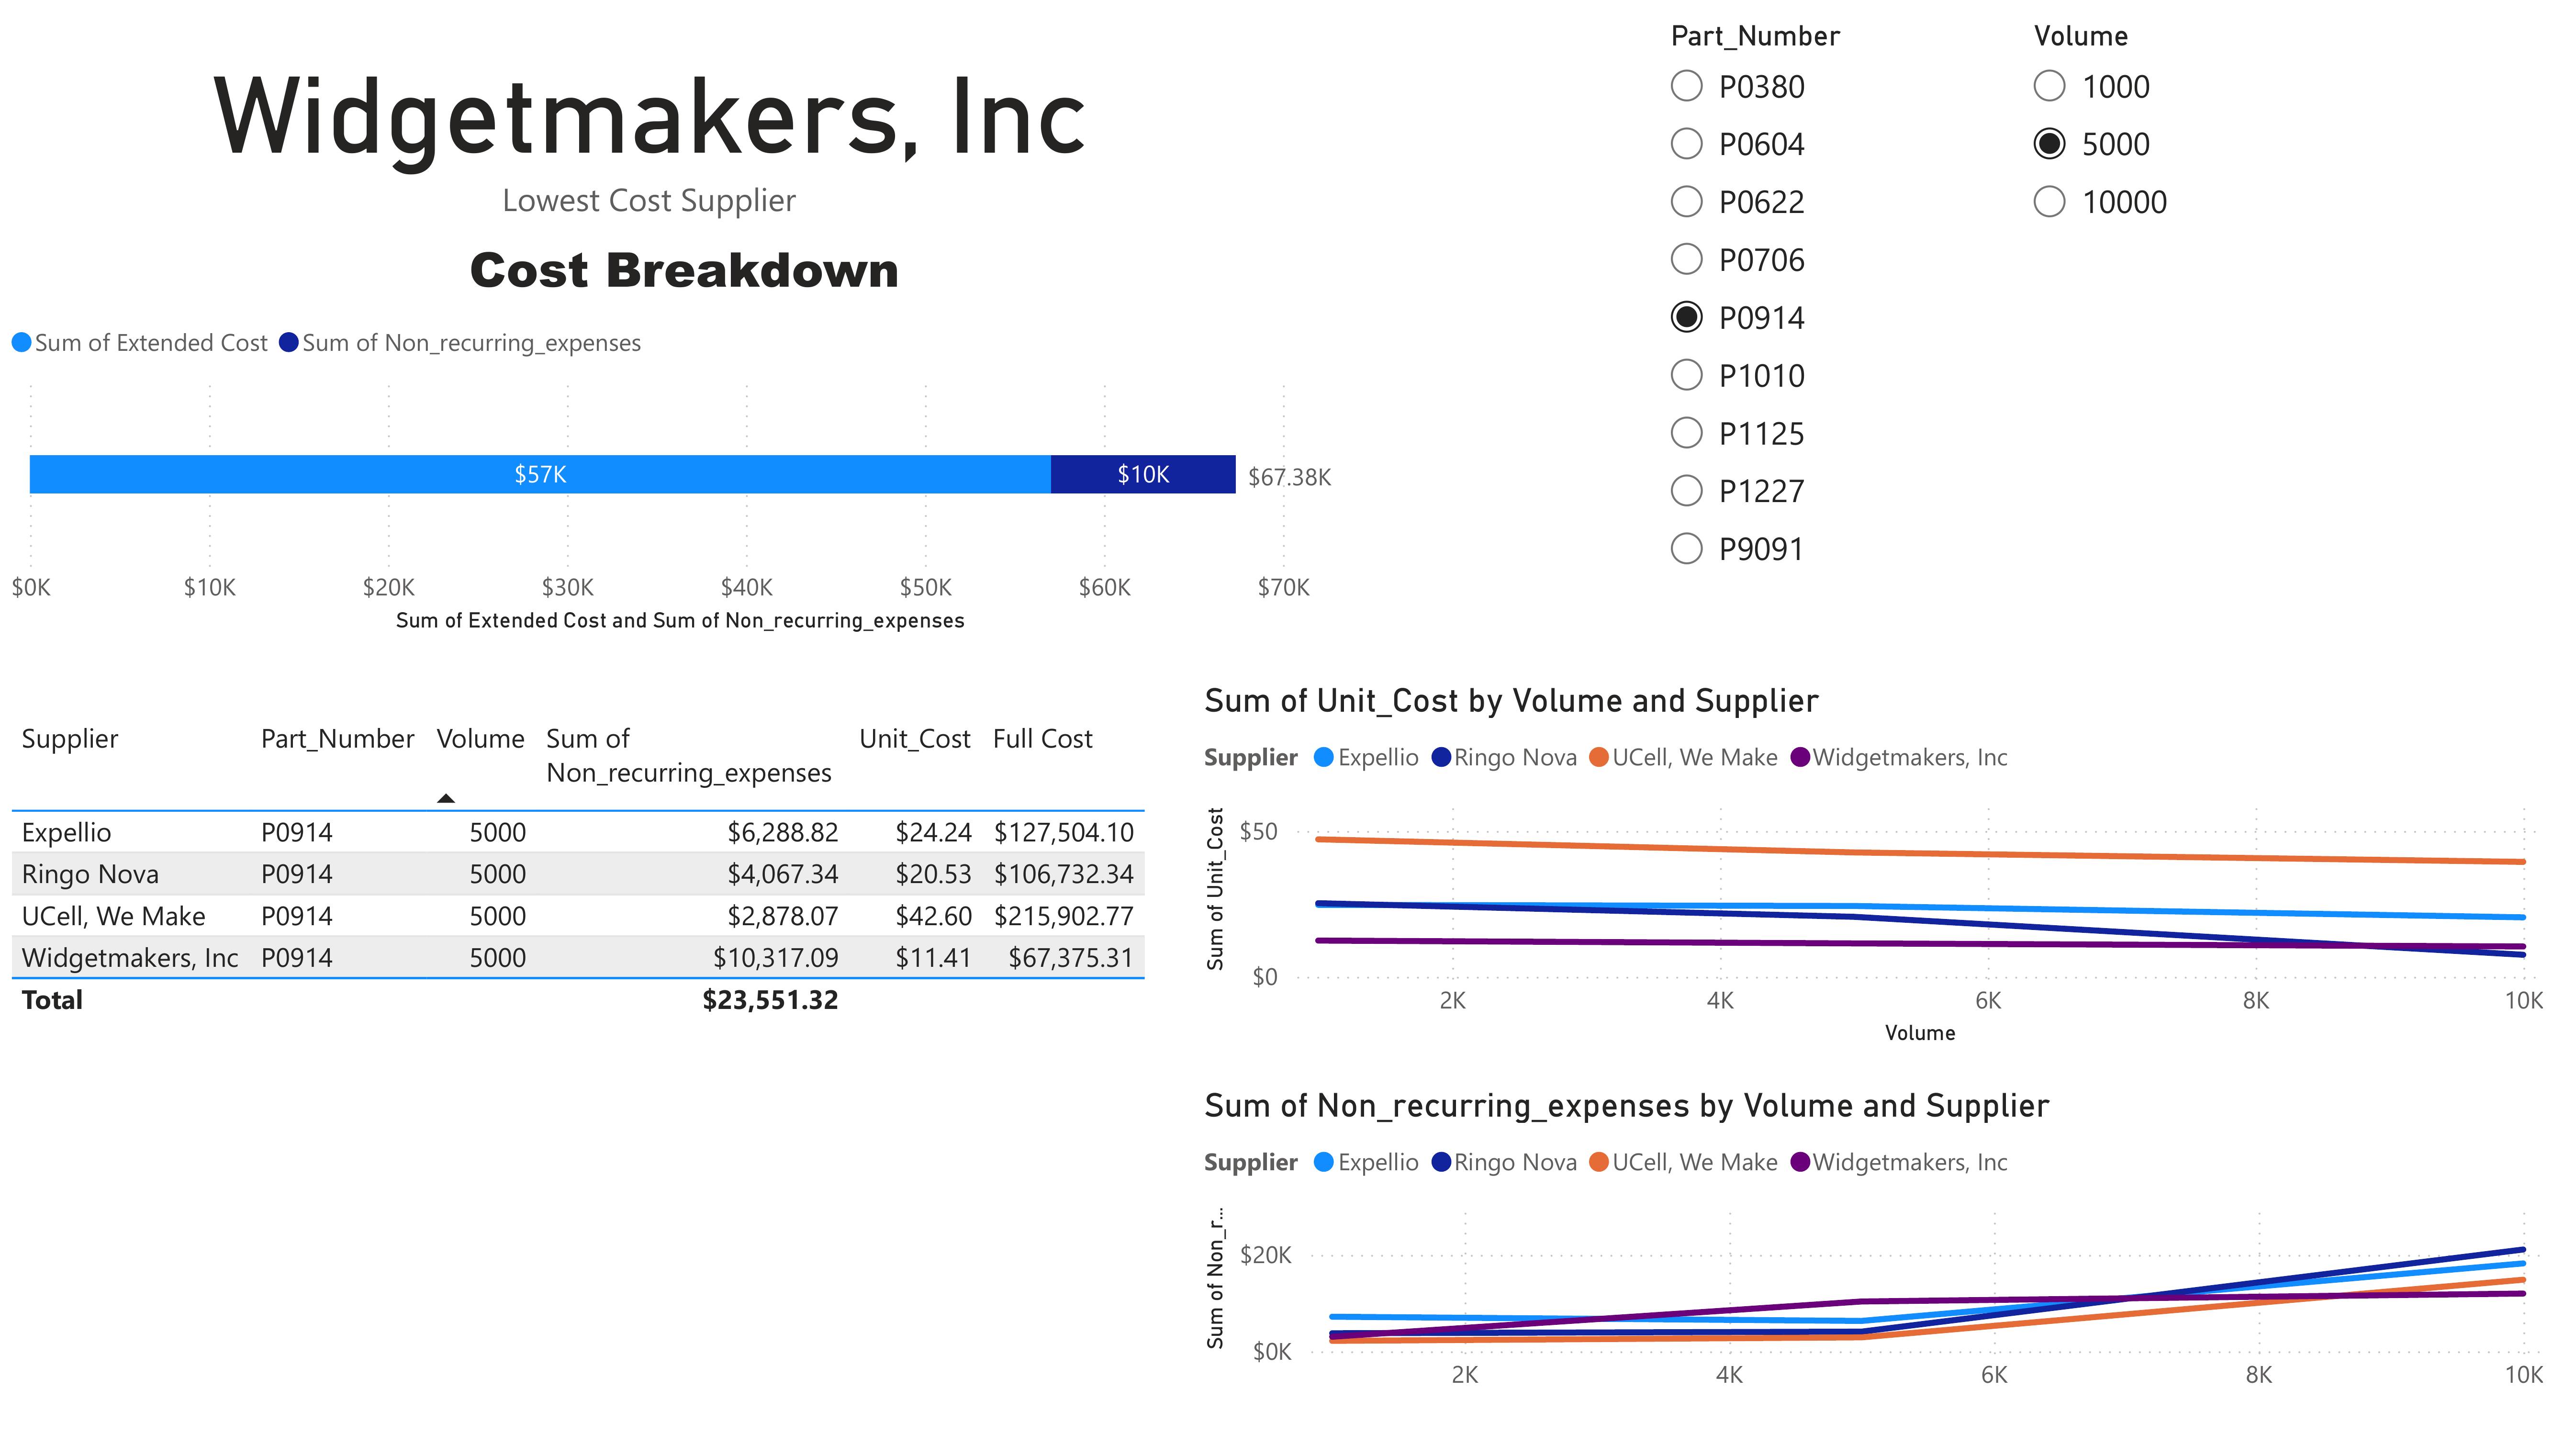 Widgetmakers, Inc
Lowest Cost Supplier
Cost Breakdown
Sum of Extended Cost Sum of Non_recurring_expenses
$57K $10K $67.38K
$0K $10K $20K $30K $40K $50K $60K $70K
Sum of Extended Cost and Sum of Non_recurring_expenses
Part_Number
P0380
P0604
P0622
P0706
P0914
P1010
P1125
P1227
P9091
Volume
1000
5000
10000
Supplier Part_Number Volume Sum of Non_recurring_expenses Unit_Cost Full Cost
Expellio P0914 5000 $6,288.82 $24.24 $127,504.10
Ringo Nova P0914 5000 $4,067.34 $20.53 $106,732.34
UCell, We Make P0914 5000 $2,878.07 $42.60 $215,902.77
Widgetmakers, Inc P0914 5000 $10,317.09 $11.41 $67,375.31
Total $23,551.32
Sum of Unit_Cost by Volume and Supplier
Supplier Expellio Ringo Nova UCell, We Make Widgetmakers, Inc
Sum of Unit_Cost
$50
$0
2K 4K 6K 8K 10K
Volume
Sum of Non_recurring_expenses by Volume and Supplier
Supplier Expellio Ringo Nova UCell, We Make Widgetmakers, Inc
Sum of Non_r...
$20K
$0K
2K 4K 6K 8K 10K